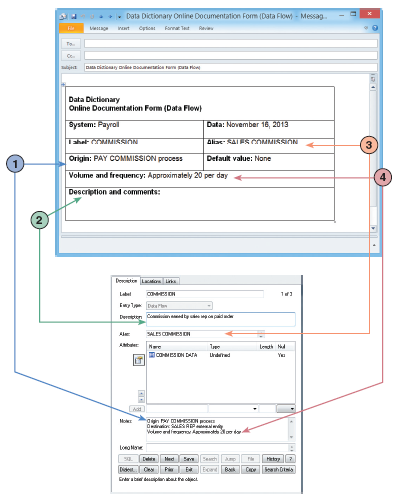 Data Dictionary Online Documentation Form (Data Flow) - Messag...
File Message Insert Options Format Text Review
To...
Cc...
Subject: Data Dictionary Online Documentation Form (Data Flow)
Data Dictionary
Online Documentation Form (Data Flow)
System: Payroll Date: November 16, 2013
Label: COMMISSION Alias: SALES COMMISSION
3
1
Origin: PAY COMMISSION process Default value: None
Volume and frequency: Approximately 20 per day
4
Description and comments:
2
Description Locations Links
Label COMMISSION 1 of 3
Entry Type: Data Flow
Description Commission earned by sales rep on paid order
Alias: SALES COMMISSION
Attributes: Name Type Length Null
COMMISSION DATA Undefined Yes
Add
Notes: Origin: PAY COMMISSION process
Destination: SALES REP external entity
Volume and frequency: Approximately 20 per day
Long Name:
SQL Delete Next Save Search Jump File History ?
Dialect... Clear Prior Exit Expand Back Copy Search Criteria
Enter a brief description about the object.